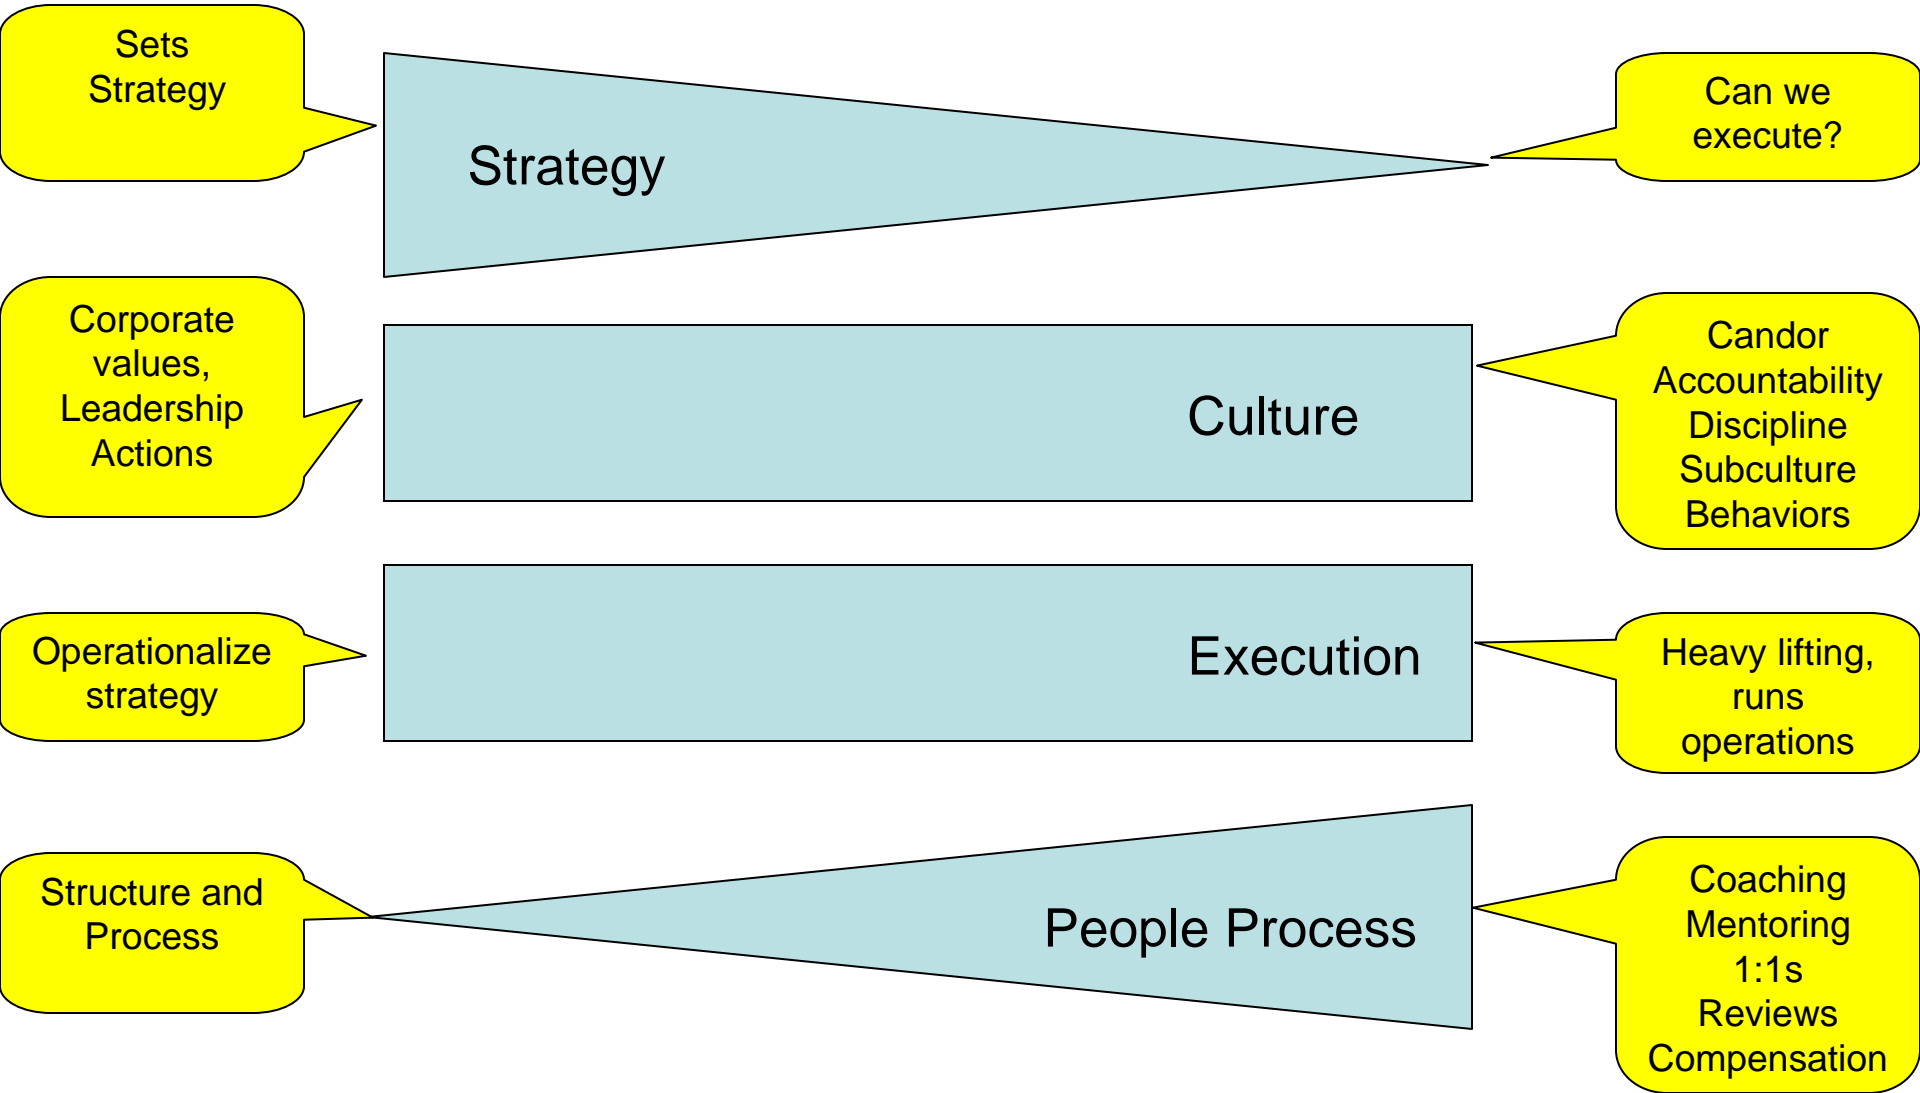 Sets
Strategy
Strategy
Can we
execute?
Corporate
values,
Leadership
Actions
Culture
Candor
Accountability
Discipline
Subculture
Behaviors
Operationalize
strategy
Execution
Heavy lifting,
runs
operations
Structure and
Process
People Process
Coaching
Mentoring
1:1s
Reviews
Compensation